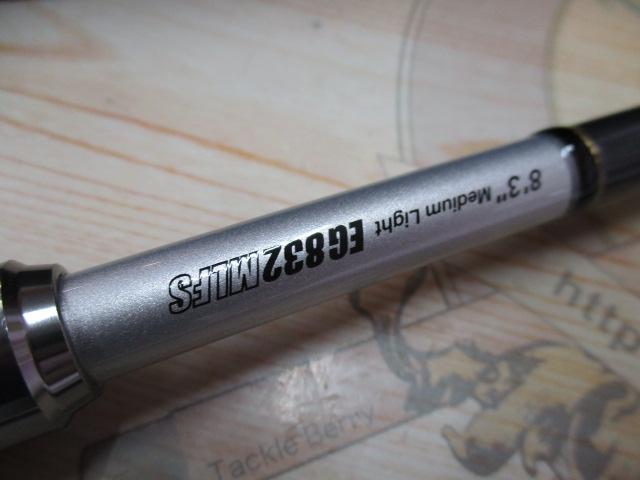 8'3" Medium Light EG832MLFS
http
Tackle Berry